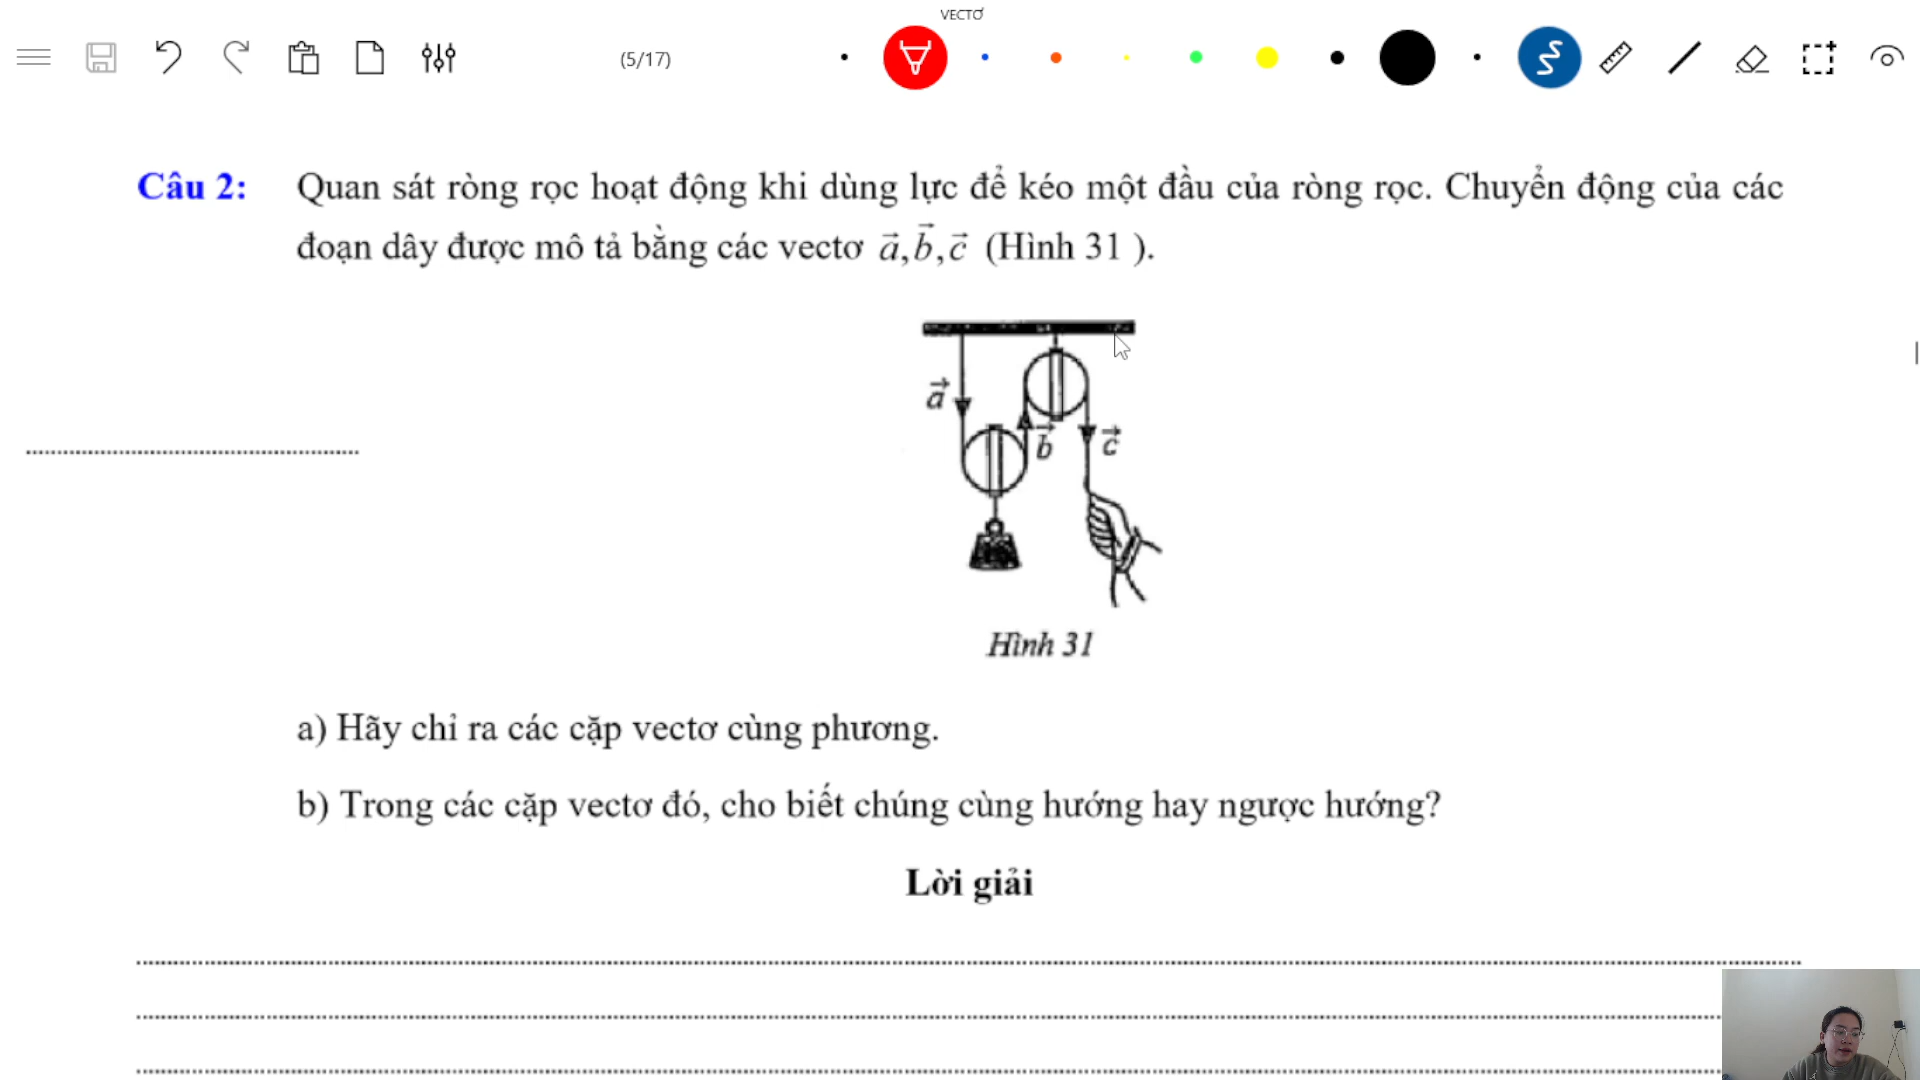 VECTƠ
(5/17)
Câu 2: Quan sát ròng rọc hoạt động khi dùng lực để kéo một đầu của ròng rọc. Chuyển động của các
đoạn dây được mô tả bằng các vectơ a⃗,b⃗,c⃗ (Hình 31 ).
a⃗
b⃗
c⃗
Hình 31
a) Hãy chỉ ra các cặp vectơ cùng phương.
b) Trong các cặp vectơ đó, cho biết chúng cùng hướng hay ngược hướng?
Lời giải